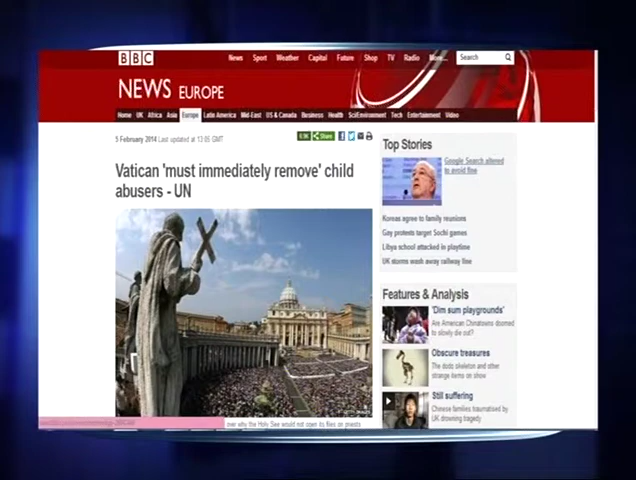 BBC
News Sport Weather Capital Future Shop TV Radio More...
Search
NEWS EUROPE
Home UK Africa Asia Europe Latin America Mid-East US & Canada Business Health Sci/Environment Tech Entertainment Video
5 February 2014 Last updated at 13:05 GMT
Share
Vatican 'must immediately remove' child
abusers - UN
over why the Holy See would not open its files on priests
Top Stories
Google Search altered
to avoid fine
Koreas agree to family reunions
Gay protests target Sochi games
Libya school attacked in playtime
UK storms wash away railway line
Features & Analysis
'Dim sum playgrounds'
Are American Chinatowns doomed
to slowly die out?
Obscure treasures
The dodo skeleton and other
strange items on show
Still suffering
Chinese families traumatised by
UK drowning tragedy